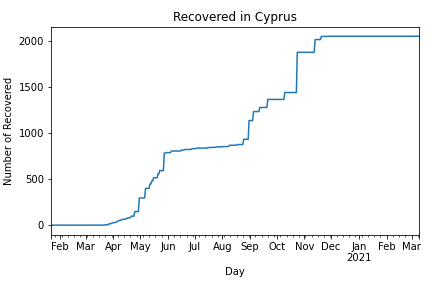 Recovered in Cyprus
Number of Recovered
2000
1500
1000
500
0
Feb Mar Apr May Jun Jul Aug Sep Oct Nov Dec Jan Feb Mar
2021
Day